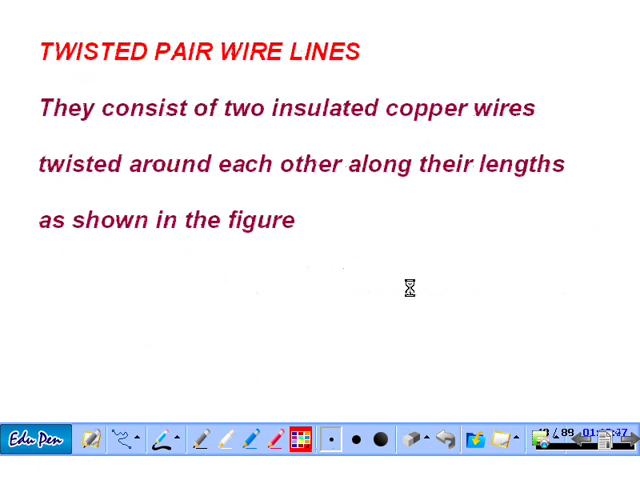 TWISTED PAIR WIRE LINES
They consist of two insulated copper wires
twisted around each other along their lengths
as shown in the figure
Edu Pen
/ 89